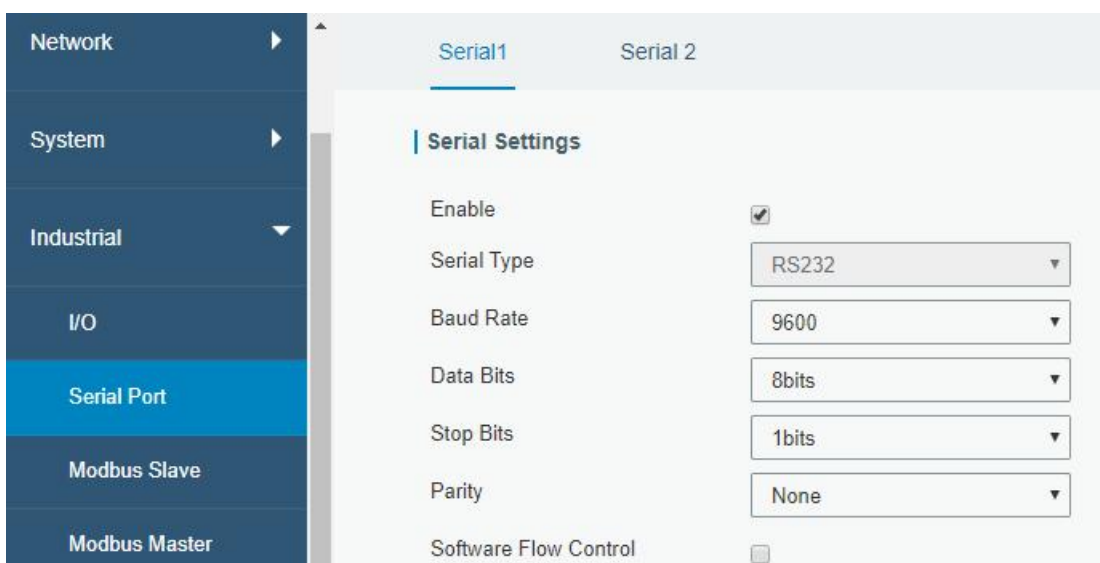 Network
System
Industrial
I/O
Serial Port
Modbus Slave
Modbus Master
Serial1 Serial 2
Serial Settings
Enable
Serial Type RS232
Baud Rate 9600
Data Bits 8bits
Stop Bits 1bits
Parity None
Software Flow Control